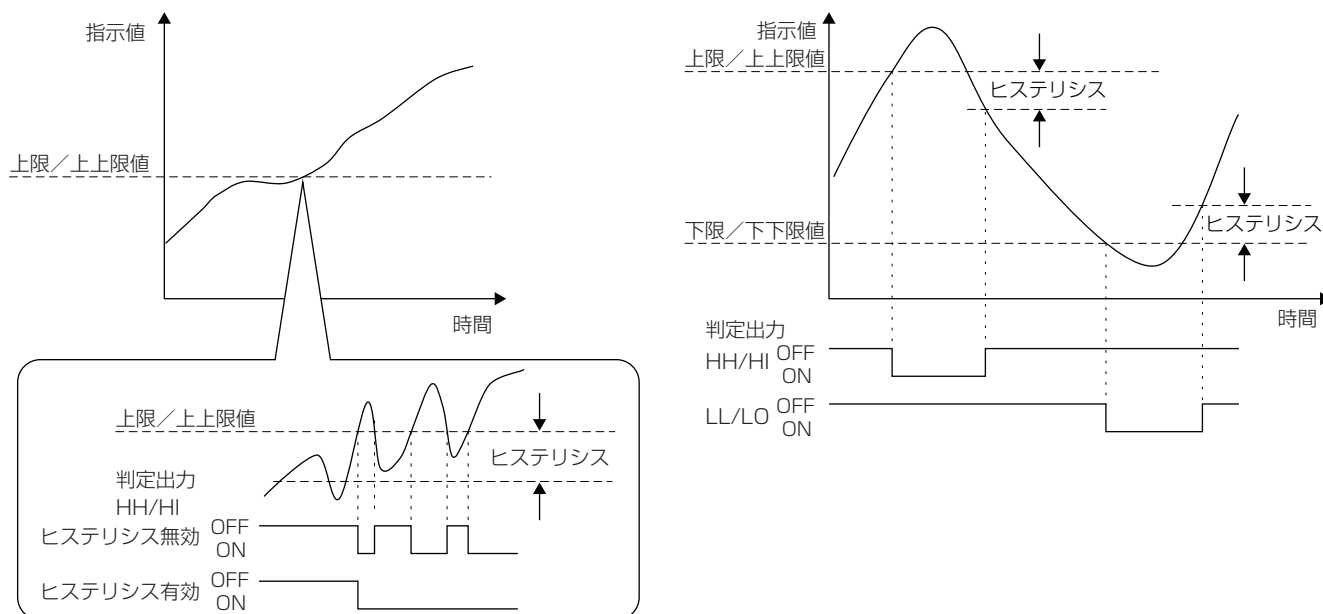 指示値
上限／上上限値
時間
上限／上上限値
ヒステリシス
判定出力
HH/HI
ヒステリシス無効 OFF
ON
ヒステリシス有効 OFF
ON
指示値
上限／上上限値
ヒステリシス
下限／下下限値
ヒステリシス
時間
判定出力
HH/HI OFF
ON
LL/LO OFF
ON